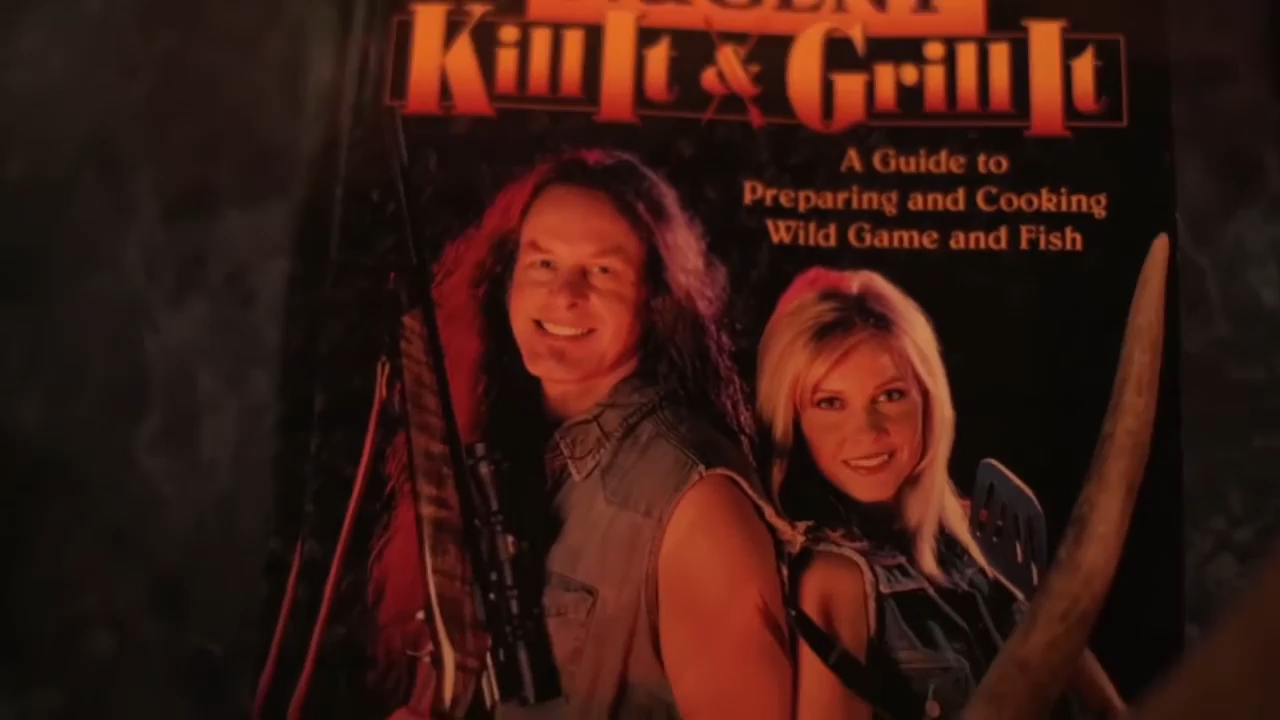 Kill It & Grill It
A Guide to
Preparing and Cooking
Wild Game and Fish